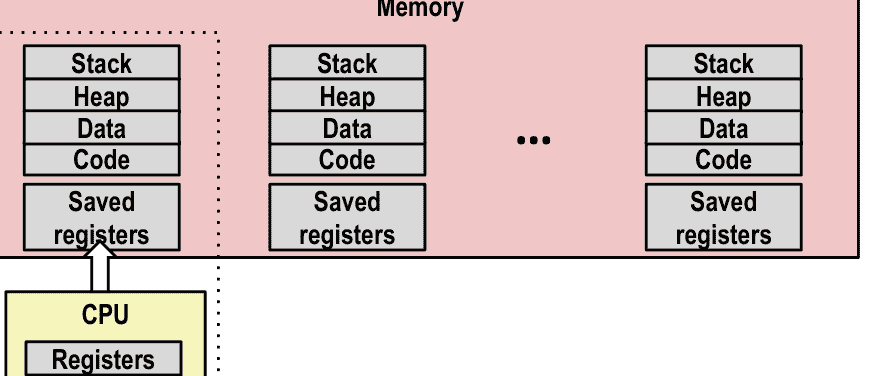 Memory
Stack
Heap
Data
Code
Saved
registers
Stack
Heap
Data
Code
Saved
registers
...
Stack
Heap
Data
Code
Saved
registers
CPU
Registers